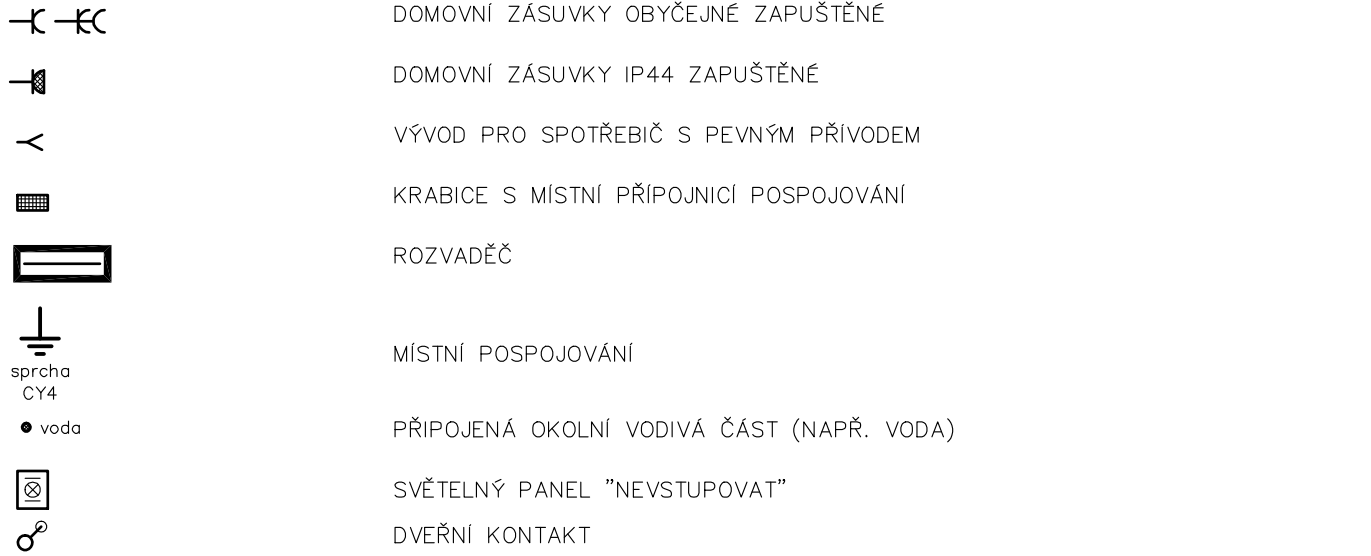 DOMOVNÍ ZÁSUVKY OBYČEJNÉ ZAPUŠTĚNÉ
DOMOVNÍ ZÁSUVKY IP44 ZAPUŠTĚNÉ
VÝVOD PRO SPOTŘEBIČ S PEVNÝM PŘÍVODEM
KRABICE S MÍSTNÍ PŘÍPOJNICÍ POSPOJOVÁNÍ
ROZVADĚČ
MÍSTNÍ POSPOJOVÁNÍ
sprcha
CY4
voda
PŘIPOJENÁ OKOLNÍ VODIVÁ ČÁST (NAPŘ. VODA)
SVĚTELNÝ PANEL "NEVSTUPOVAT"
DVEŘNÍ KONTAKT